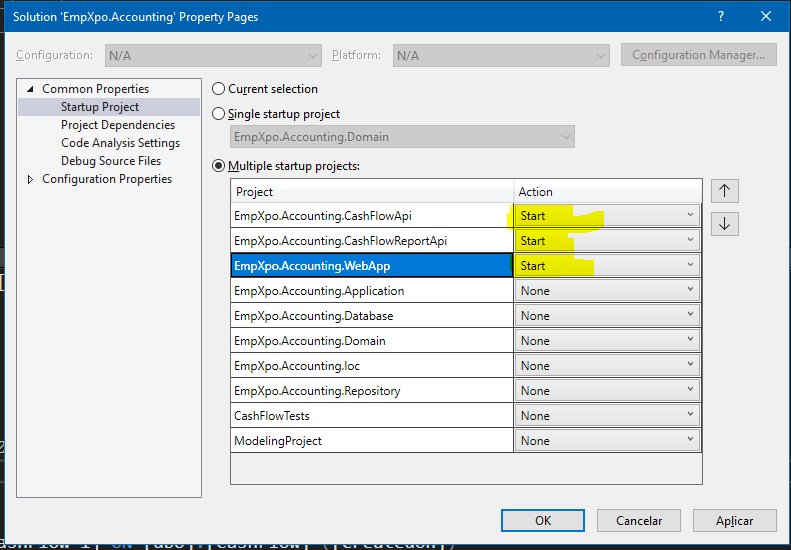 Solution 'EmpXpo.Accounting' Property Pages
Configuration: N/A Platform: N/A Configuration Manager...
Common Properties
Startup Project
Project Dependencies
Code Analysis Settings
Debug Source Files
Configuration Properties
Current selection
Single startup project
EmpXpo.Accounting.Domain
Multiple startup projects:
Project Action
EmpXpo.Accounting.CashFlowApi Start
EmpXpo.Accounting.CashFlowReportApi Start
EmpXpo.Accounting.WebApp Start
EmpXpo.Accounting.Application None
EmpXpo.Accounting.Database None
EmpXpo.Accounting.Domain None
EmpXpo.Accounting.Ioc None
EmpXpo.Accounting.Repository None
CashFlowTests None
ModelingProject None
OK Cancelar Aplicar